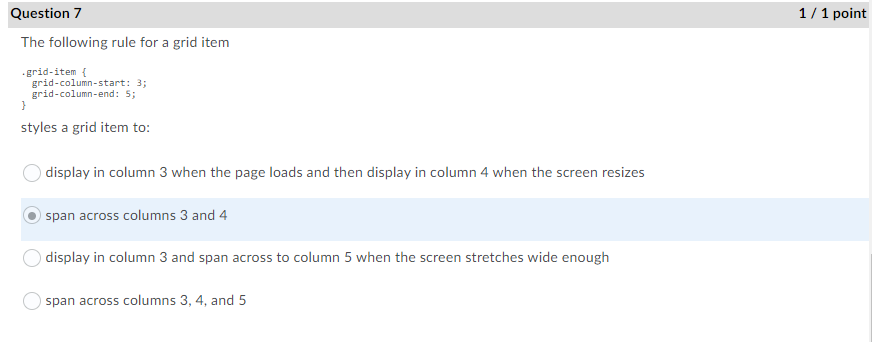 Question 7
1 / 1 point
The following rule for a grid item
.grid-item {
  grid-column-start: 3;
  grid-column-end: 5;
}
styles a grid item to:
display in column 3 when the page loads and then display in column 4 when the screen resizes
span across columns 3 and 4
display in column 3 and span across to column 5 when the screen stretches wide enough
span across columns 3, 4, and 5